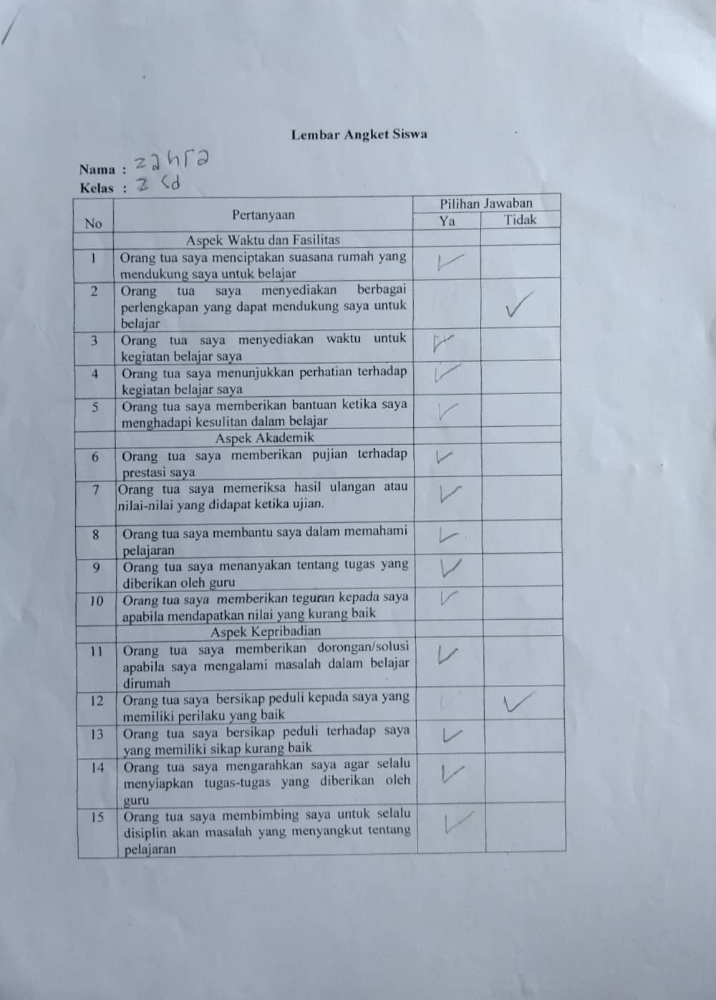 Lembar Angket Siswa
Nama : zahra
Kelas : 2 sd
No Pertanyaan Pilihan Jawaban
Ya Tidak
Aspek Waktu dan Fasilitas
1 Orang tua saya menciptakan suasana rumah yang ✓
mendukung saya untuk belajar
2 Orang tua saya menyediakan berbagai
perlengkapan yang dapat mendukung saya untuk ✓
belajar
3 Orang tua saya menyediakan waktu untuk ✓
kegiatan belajar saya
4 Orang tua saya menunjukkan perhatian terhadap ✓
kegiatan belajar saya
5 Orang tua saya memberikan bantuan ketika saya ✓
menghadapi kesulitan dalam belajar
Aspek Akademik
6 Orang tua saya memberikan pujian terhadap ✓
prestasi saya
7 Orang tua saya memeriksa hasil ulangan atau ✓
nilai-nilai yang didapat ketika ujian.
8 Orang tua saya membantu saya dalam memahami ✓
pelajaran
9 Orang tua saya menanyakan tentang tugas yang ✓
diberikan oleh guru
10 Orang tua saya memberikan teguran kepada saya ✓
apabila mendapatkan nilai yang kurang baik
Aspek Kepribadian
11 Orang tua saya memberikan dorongan/solusi ✓
apabila saya mengalami masalah dalam belajar
dirumah
12 Orang tua saya bersikap peduli kepada saya yang ✓
memiliki perilaku yang baik
13 Orang tua saya bersikap peduli terhadap saya ✓
yang memiliki sikap kurang baik
14 Orang tua saya mengarahkan saya agar selalu ✓
menyiapkan tugas-tugas yang diberikan oleh
guru
15 Orang tua saya membimbing saya untuk selalu ✓
disiplin akan masalah yang menyangkut tentang
pelajaran